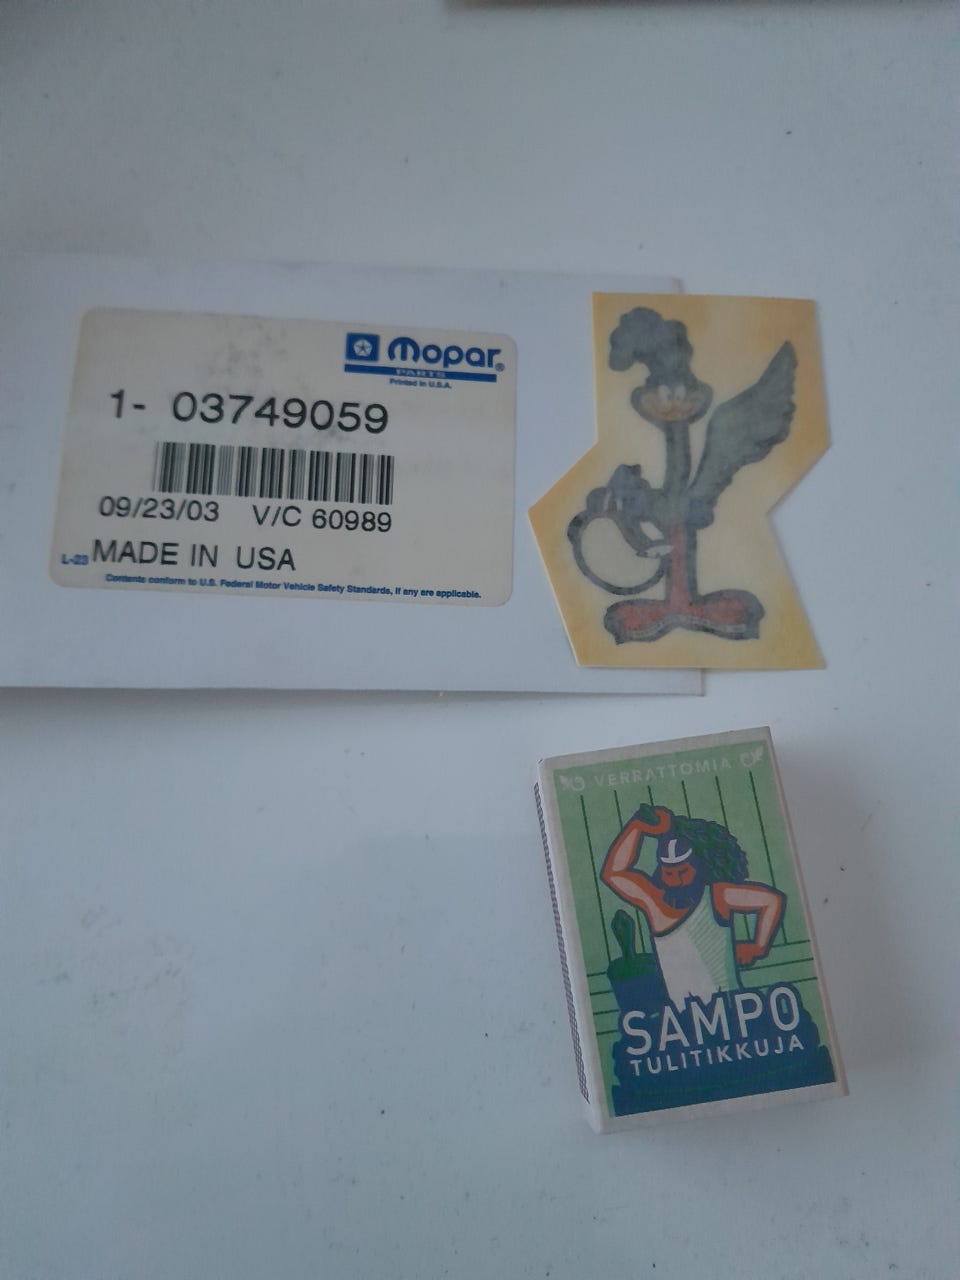 Mopar®
PARTS
Printed in U.S.A.
1- 03749059
09/23/03 V/C 60989
L-23 MADE IN USA
Contents conform to U.S. Federal Motor Vehicle Safety Standards, if any are applicable.
VERRATTOMIA
SAMPO
TULITIKKUJA